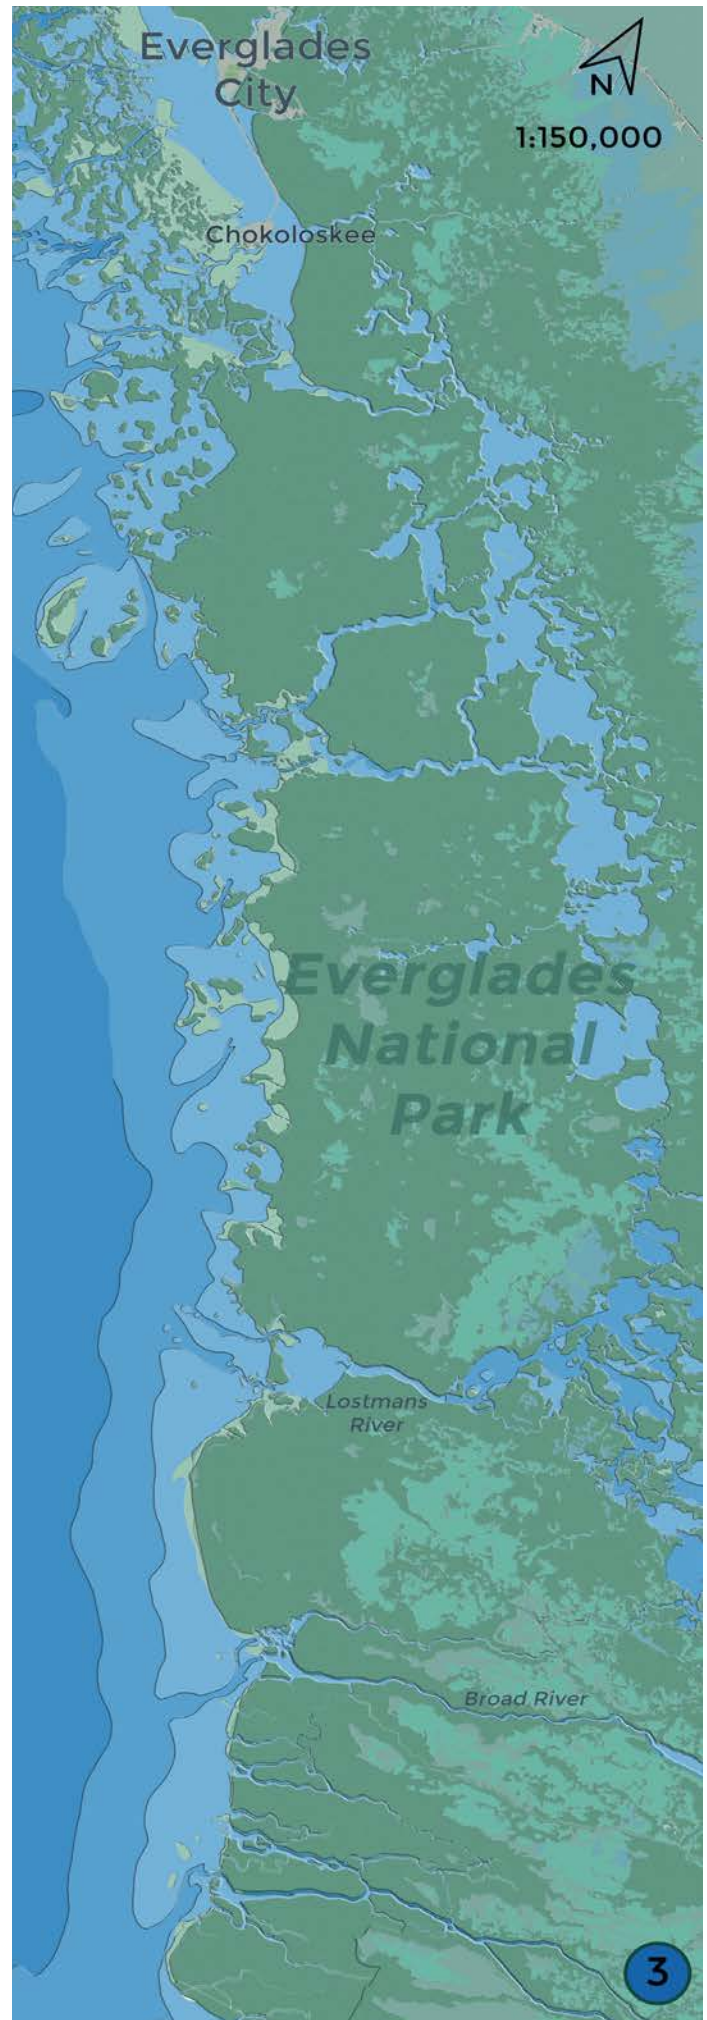 Everglades
City
N
1:150,000
Chokoloskee
Everglades
National
Park
Lostmans
River
Broad River
3